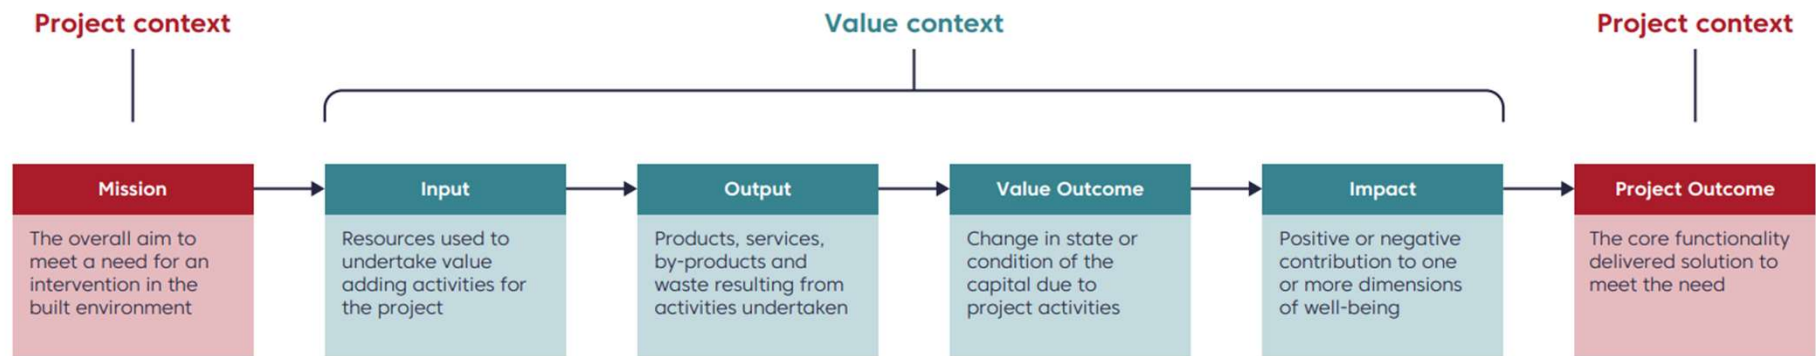 Project context
Value context
Project context
Mission
The overall aim to
meet a need for an
intervention in the
built environment
Input
Resources used to
undertake value
adding activities for
the project
Output
Products, services,
by-products and
waste resulting from
activities undertaken
Value Outcome
Change in state or
condition of the
capital due to
project activities
Impact
Positive or negative
contribution to one
or more dimensions
of well-being
Project Outcome
The core functionality
delivered solution to
meet the need